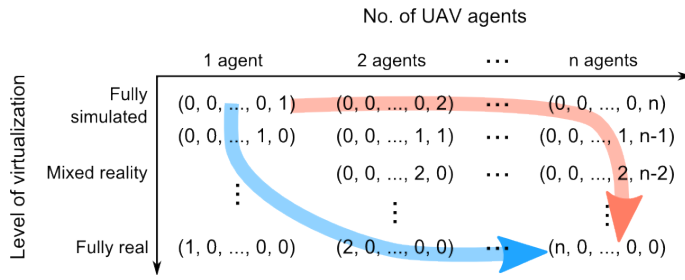 No. of UAV agents
1 agent 2 agents ... n agents
Level of virtualization
Fully simulated (0, 0, ..., 0, 1) (0, 0, ..., 0, 2) ... (0, 0, ..., 0, n)
(0, 0, ..., 1, 0) (0, 0, ..., 1, 1) ... (0, 0, ..., 1, n-1)
Mixed reality (0, 0, ..., 2, 0) ... (0, 0, ..., 2, n-2)
⋮ ⋮ ⋮
Fully real (1, 0, ..., 0, 0) (2, 0, ..., 0, 0) ... (n, 0, ..., 0, 0)